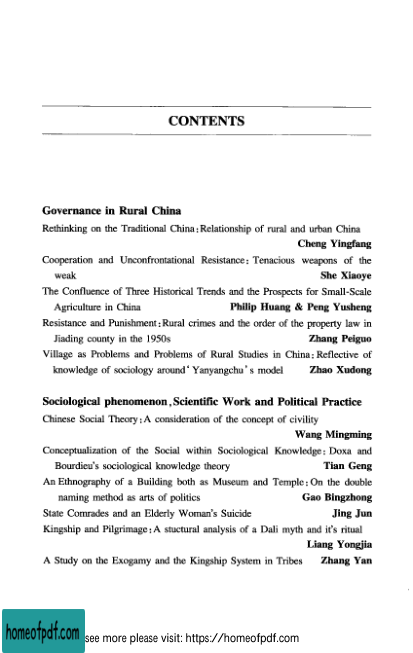 CONTENTS
Governance in Rural China
Rethinking on the Traditional China: Relationship of rural and urban China
Cheng Yingfang
Cooperation and Unconfrontational Resistance: Tenacious weapons of the
weak She Xiaoye
The Confluence of Three Historical Trends and the Prospects for Small-Scale
Agriculture in China Philip Huang & Peng Yusheng
Resistance and Punishment: Rural crimes and the order of the property law in
Jiading county in the 1950s Zhang Peiguo
Village as Problems and Problems of Rural Studies in China: Reflective of
knowledge of sociology around' Yanyangchu's model Zhao Xudong
Sociological phenomenon, Scientific Work and Political Practice
Chinese Social Theory: A consideration of the concept of civility
Wang Mingming
Conceptualization of the Social within Sociological Knowledge: Doxa and
Bourdieu's sociological knowledge theory Tian Geng
An Ethnography of a Building both as Museum and Temple: On the double
naming method as arts of politics Gao Bingzhong
State Comrades and an Elderly Woman's Suicide Jing Jun
Kingship and Pilgrimage: A stuctural analysis of a Dali myth and it's ritual
Liang Yongjia
A Study on the Exogamy and the Kingship System in Tribes Zhang Yan
homeofpdf.com see more please visit: https://homeofpdf.com